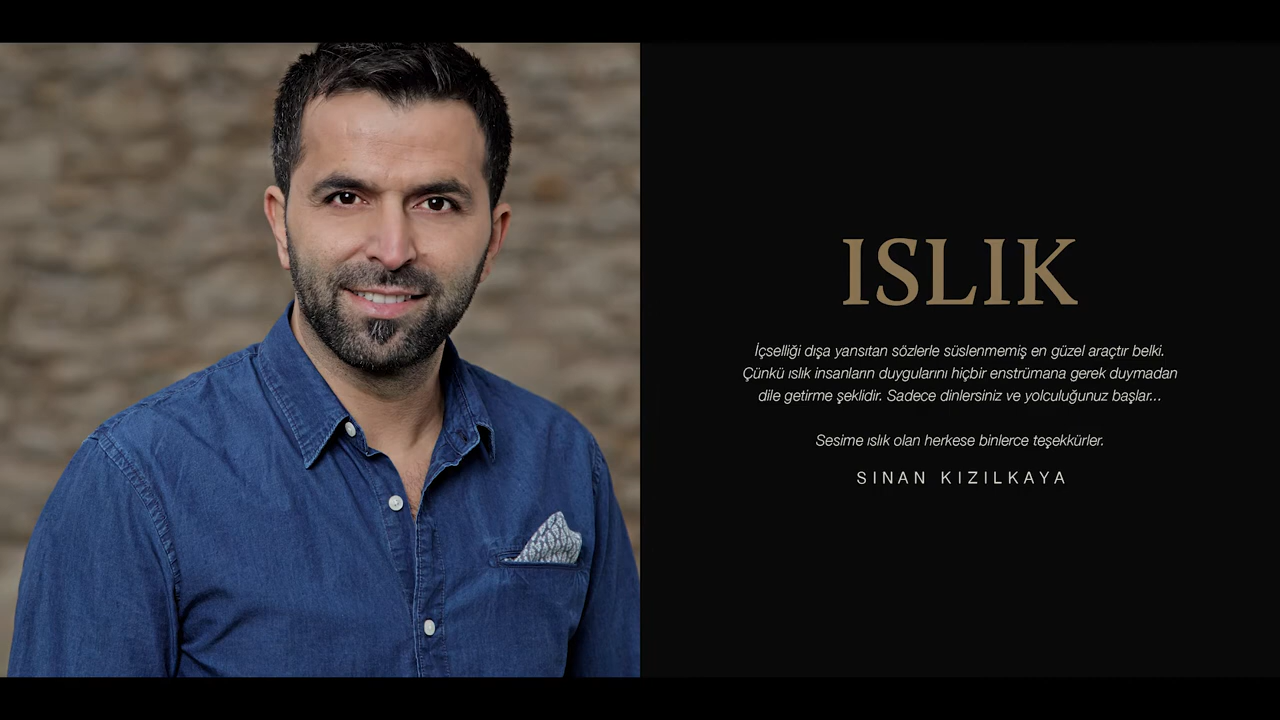 ISLIK
İçselliği dışa yansıtan sözlerle süslenmemiş en güzel araçtır belki.
Çünkü ıslık insanların duygularını hiçbir enstrümana gerek duymadan
dile getirme şeklidir. Sadece dinlersiniz ve yolculuğunuz başlar...
Sesime ıslık olan herkese binlerce teşekkürler.
SINAN KIZILKAYA